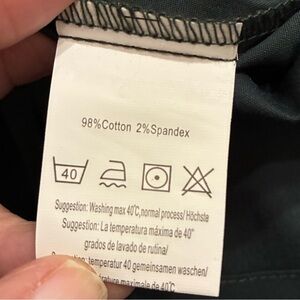 98%Cotton 2%Spandex
40
Suggestion: Washing max 40℃,normal process/ Höchste
Suggestion: La temperatura máxima de 40°
grados de lavado de rutina/
temperatur 40 gemeinsamen waschen/
máximale de 40℃